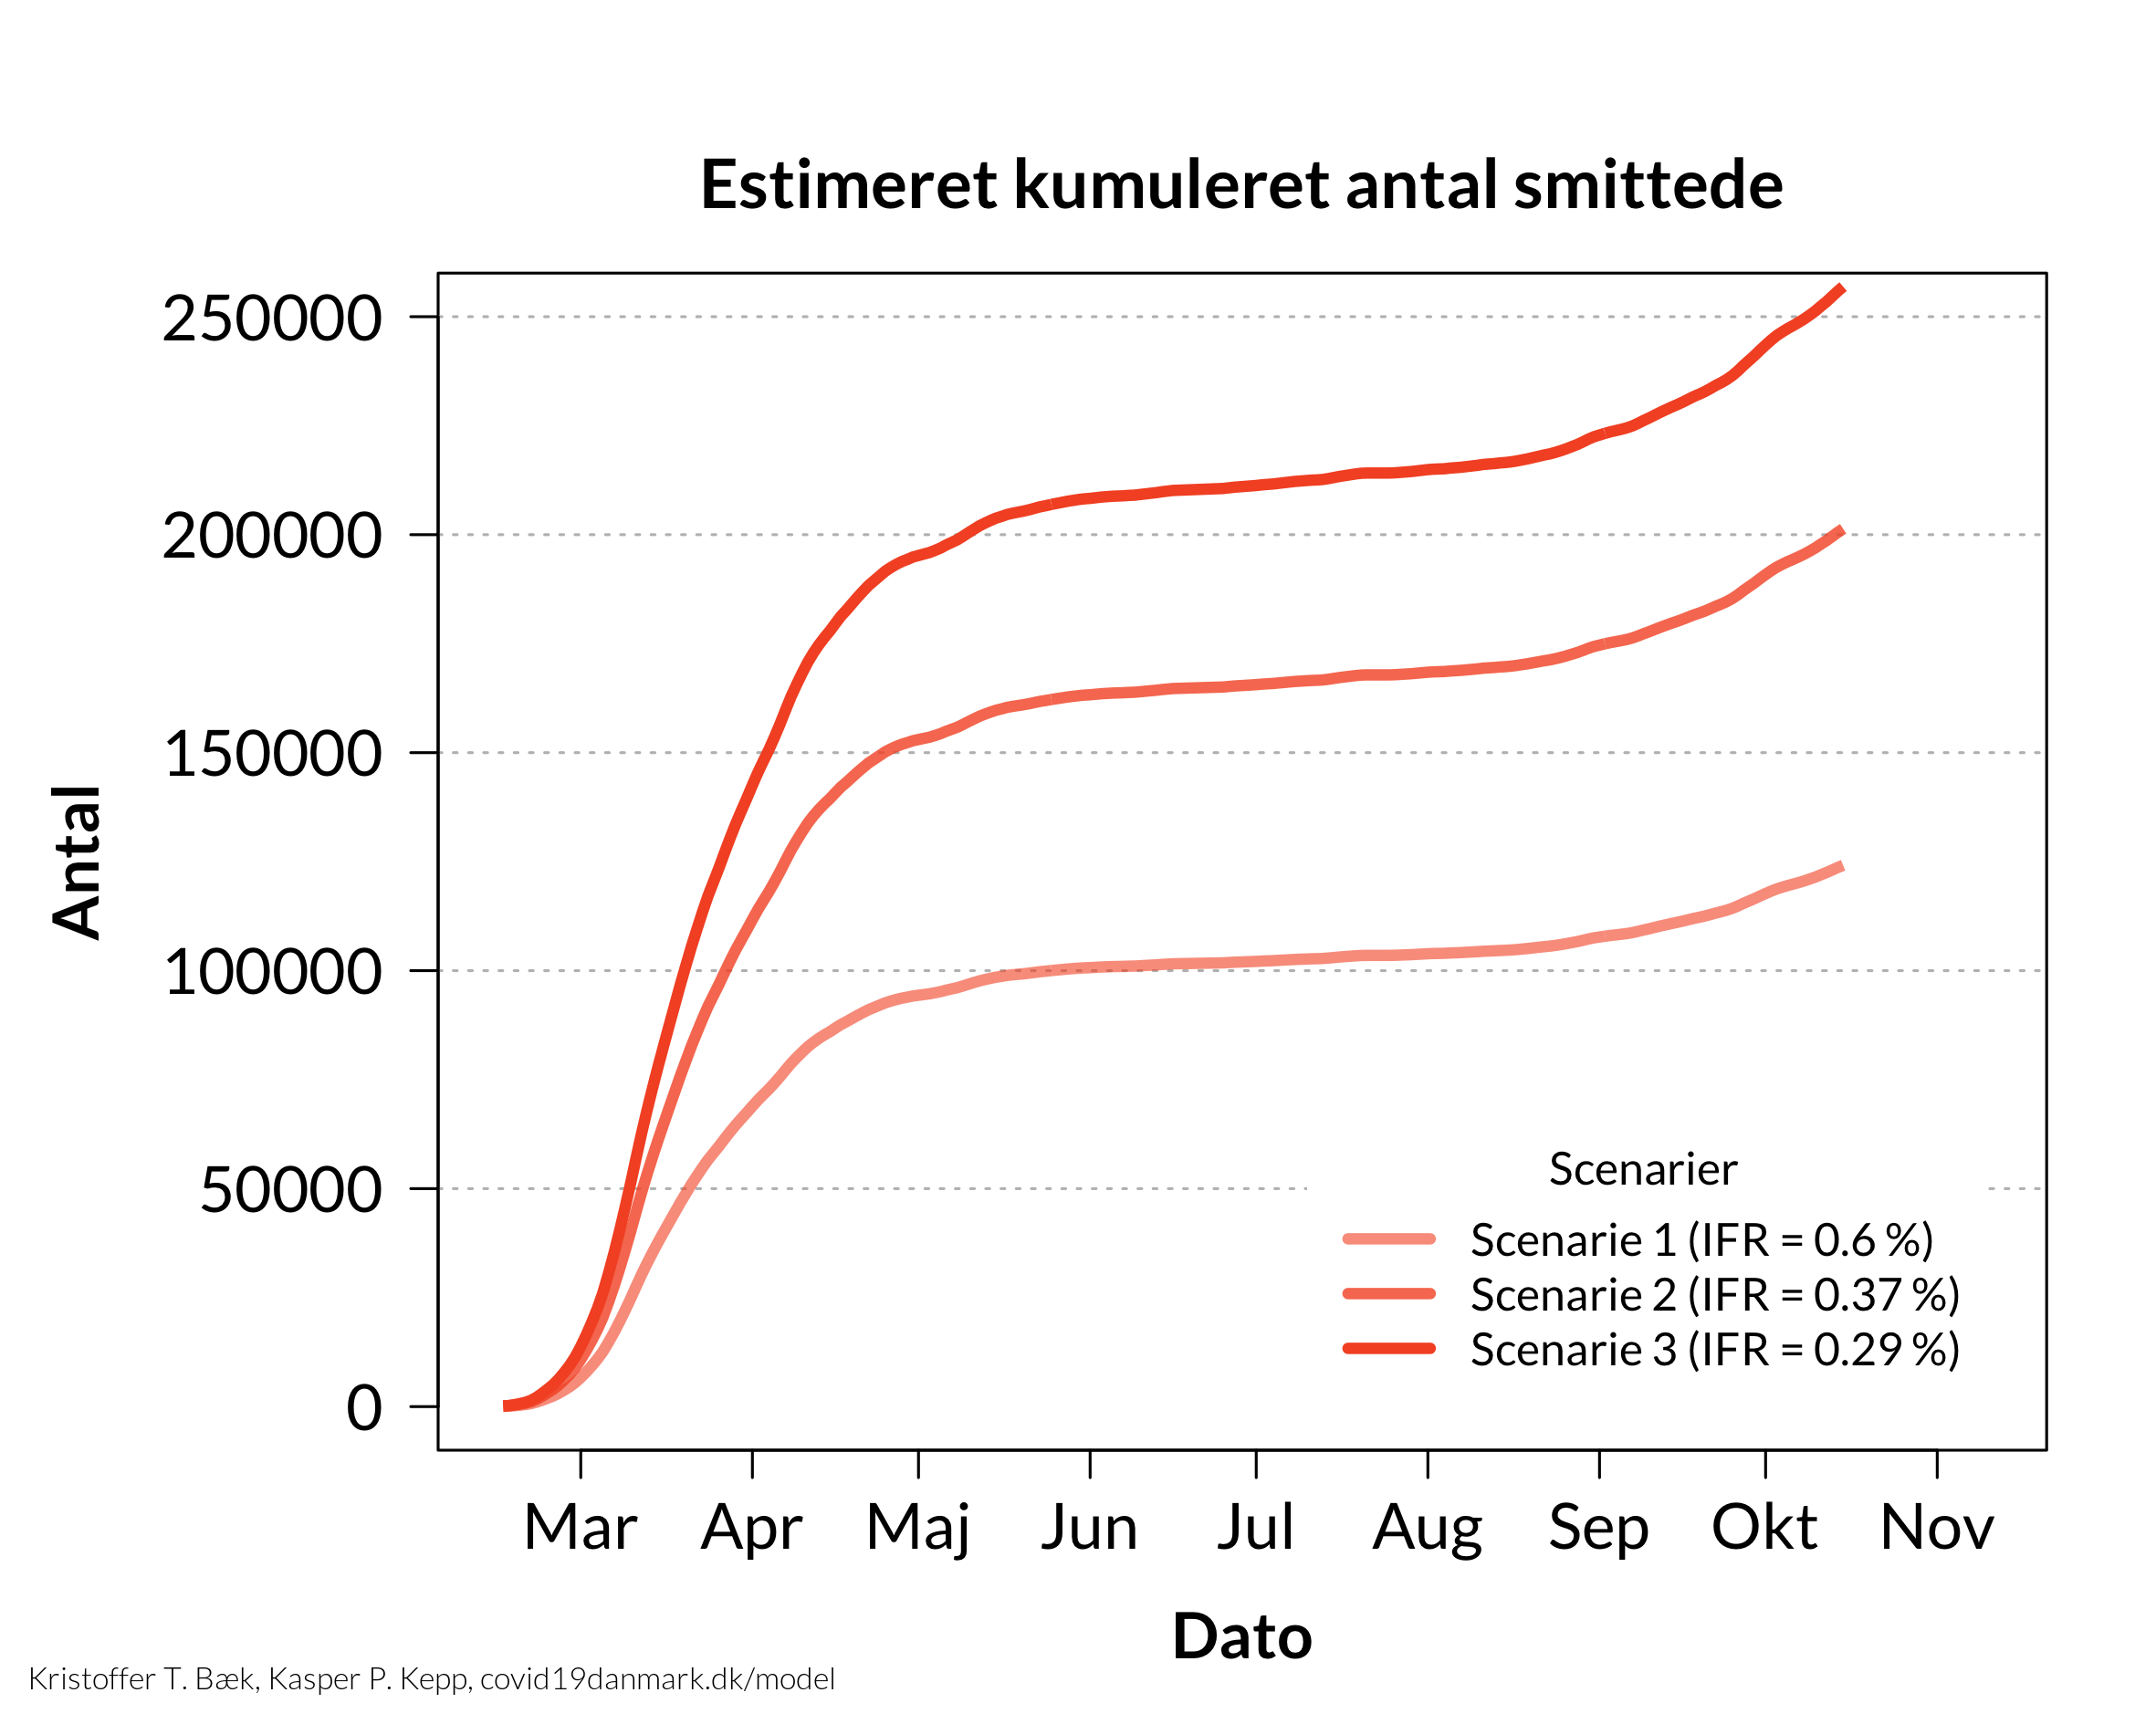 Estimeret kumuleret antal smittede
Antal
250000
200000
150000
100000
50000
0
Scenarier
Scenarie 1 (IFR = 0.6 %)
Scenarie 2 (IFR = 0.37 %)
Scenarie 3 (IFR = 0.29 %)
Mar Apr Maj Jun Jul Aug Sep Okt Nov
Dato
Kristoffer T. Bæk, Kasper P. Kepp, covid19danmark.dk/model